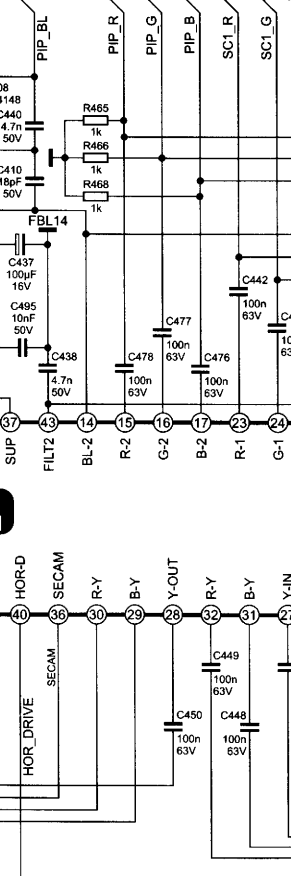 PIP_BL
PIP_R
PIP_G
PIP_B
SC1_R
SC1_G
08
4148
C440
4.7n
50V
C410
18pF
50V
R465
1k
R466
1k
R468
1k
FBL14
C437
100µF
16V
C495
10nF
50V
C438
4.7n
50V
C478
100n
63V
C477
100n
63V
C476
100n
63V
C442
100n
63V
37
43
14
15
16
17
23
24
SUP
FILT2
BL-2
R-2
G-2
B-2
R-1
G-1
HOR-D
SECAM
R-Y
B-Y
Y-OUT
R-Y
B-Y
Y-IN
40
36
30
29
28
32
31
27
SECAM
HOR_DRIVE
C449
100n
63V
C450
100n
63V
C448
100n
63V